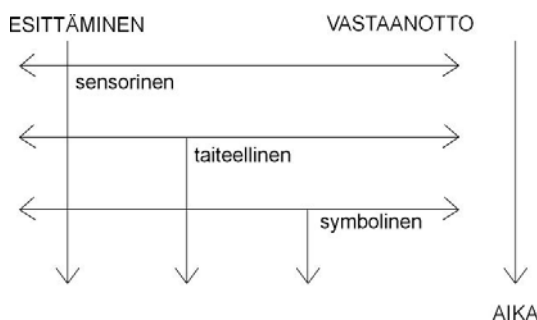 ESITTÄMINEN VASTAANOTTO
sensorinen
taiteellinen
symbolinen
AIKA